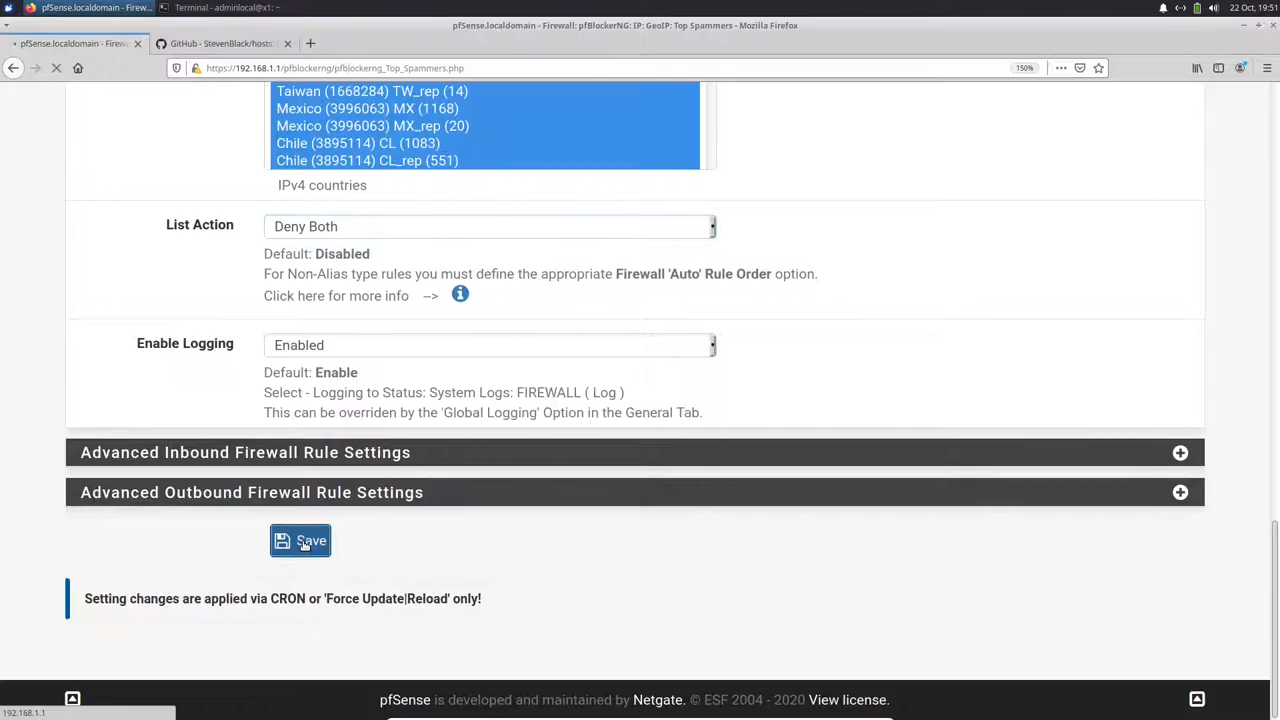 pfSense.localdomain - Firew...
Terminal - adminlocal@x1: ~
22 Oct, 19:51
pfSense.localdomain - Firewall: pfBlockerNG: IP: GeoIP: Top Spammers - Mozilla Firefox
pfSense.localdomain - Firewa
GitHub - StevenBlack/hosts:
https://192.168.1.1/pfblockerng/pfblockerng_Top_Spammers.php
150%
Taiwan (1668284) TW_rep (14)
Mexico (3996063) MX (1168)
Mexico (3996063) MX_rep (20)
Chile (3895114) CL (1083)
Chile (3895114) CL_rep (551)
IPv4 countries
List Action
Deny Both
Default: Disabled
For Non-Alias type rules you must define the appropriate Firewall 'Auto' Rule Order option.
Click here for more info -->
Enable Logging
Enabled
Default: Enable
Select - Logging to Status: System Logs: FIREWALL ( Log )
This can be overriden by the 'Global Logging' Option in the General Tab.
Advanced Inbound Firewall Rule Settings
Advanced Outbound Firewall Rule Settings
Save
Setting changes are applied via CRON or 'Force Update|Reload' only!
pfSense is developed and maintained by Netgate. © ESF 2004 - 2020 View license.
192.168.1.1